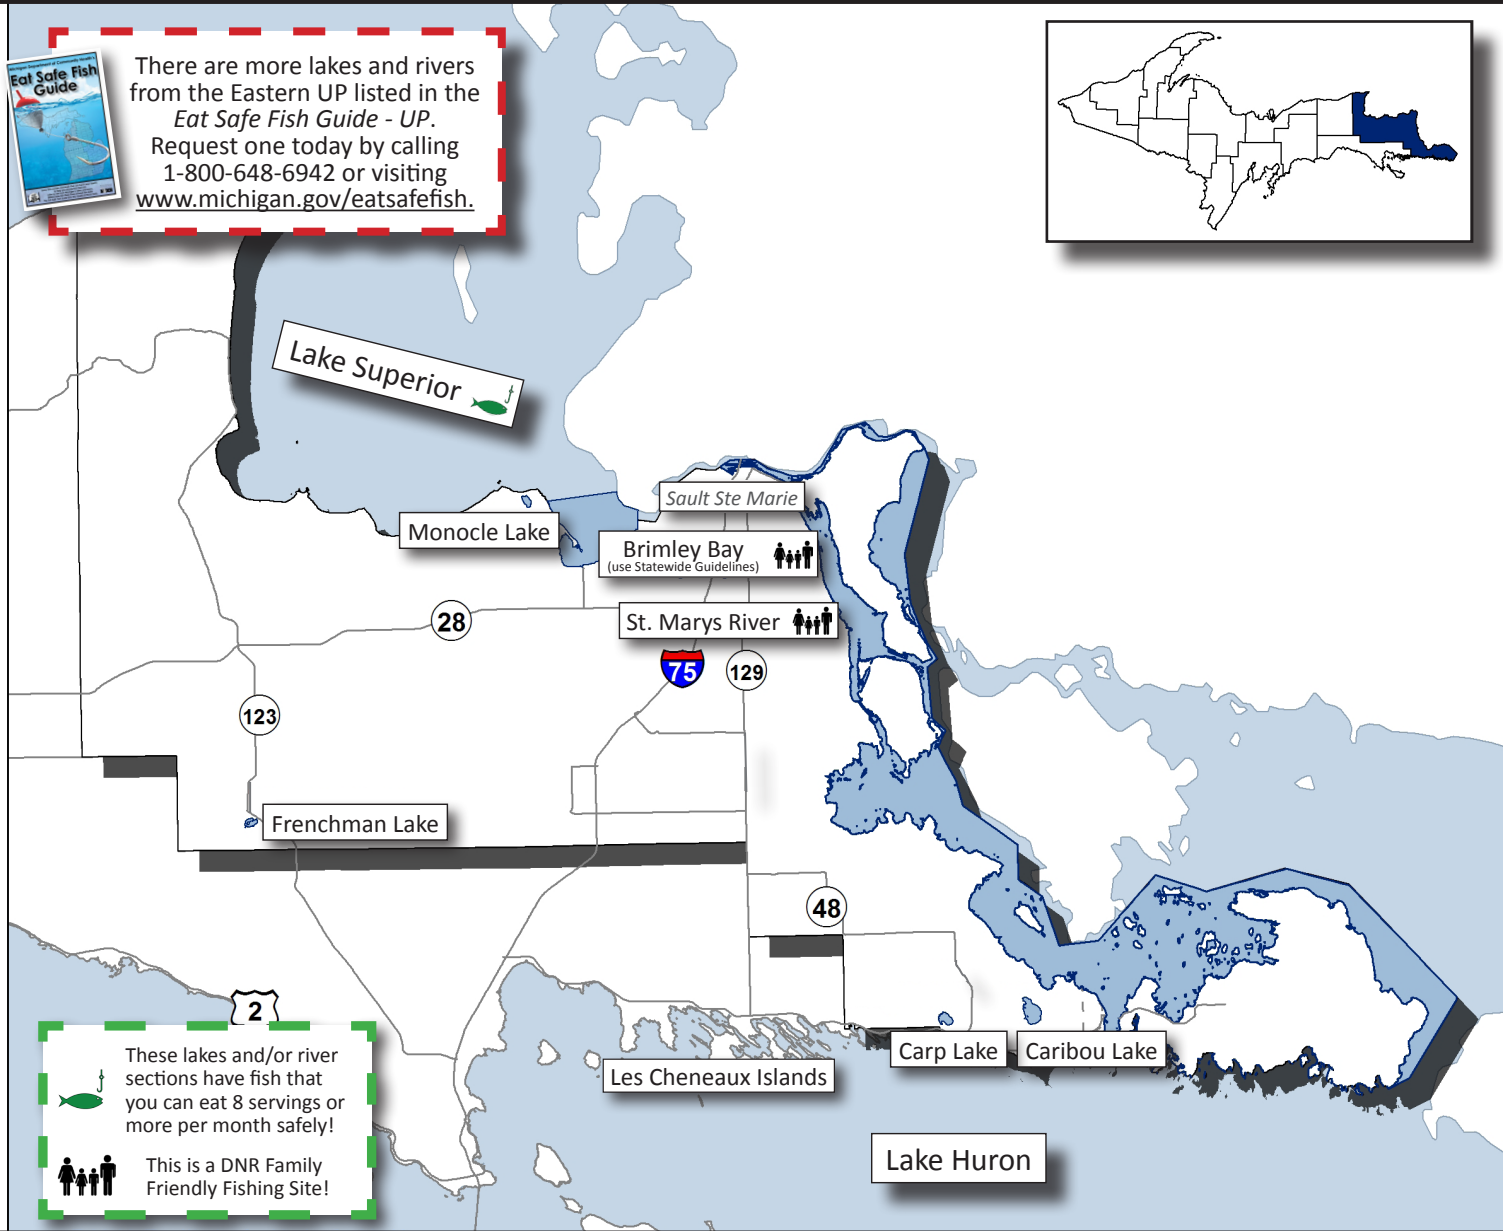 Eat Safe Fish
Guide
There are more lakes and rivers
from the Eastern UP listed in the
Eat Safe Fish Guide - UP.
Request one today by calling
1-800-648-6942 or visiting
www.michigan.gov/eatsafefish.
Lake Superior
Sault Ste Marie
Monocle Lake
Brimley Bay
(use Statewide Guidelines)
St. Marys River
28
75
129
123
Frenchman Lake
48
2
Carp Lake
Caribou Lake
Les Cheneaux Islands
Lake Huron
These lakes and/or river
sections have fish that
you can eat 8 servings or
more per month safely!
This is a DNR Family
Friendly Fishing Site!